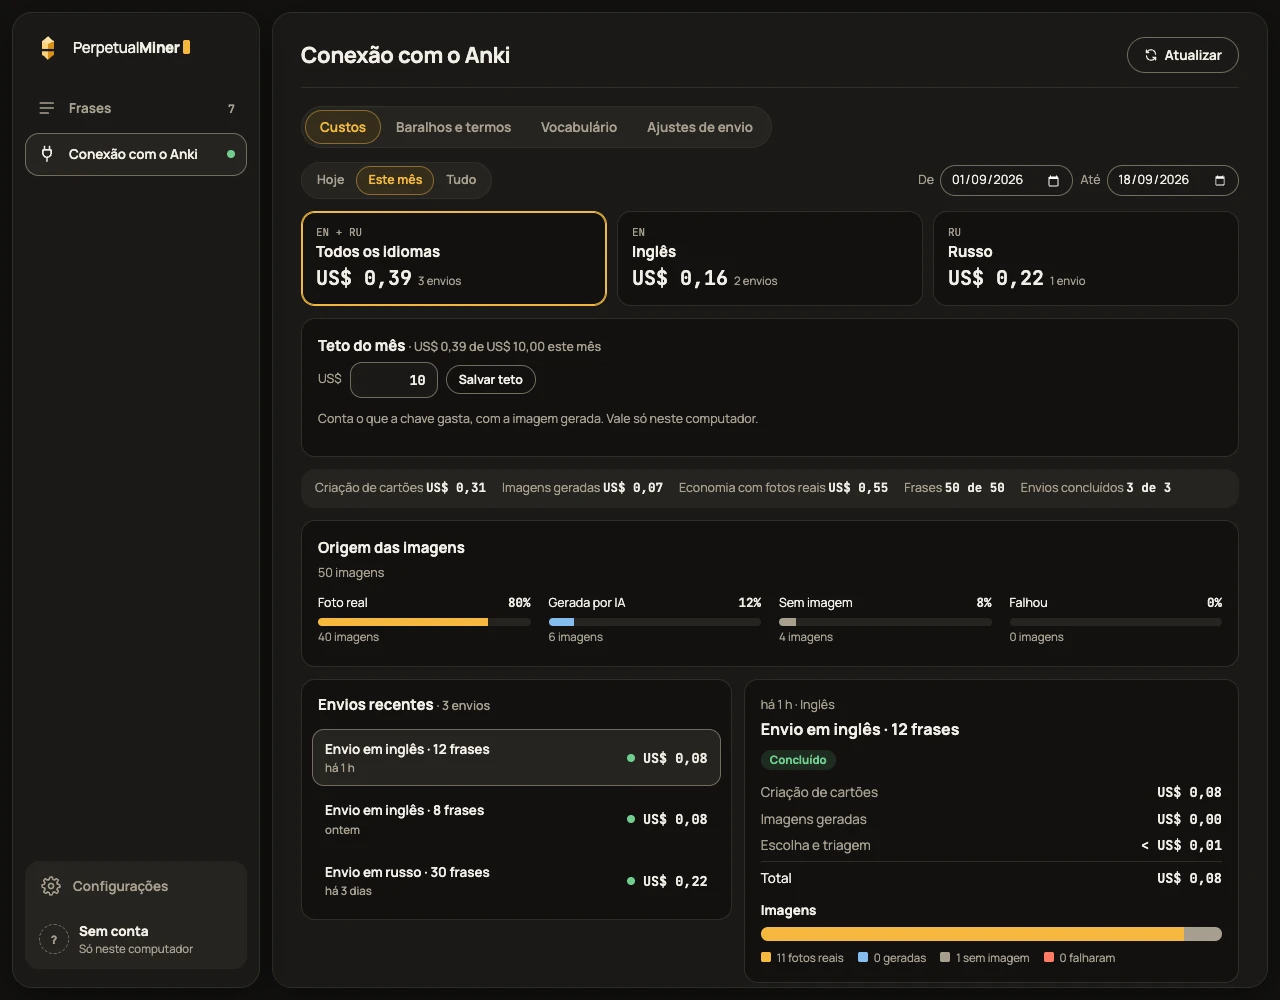 PerpetualMiner
Frases 7
Conexão com o Anki
Configurações
?
Sem conta
Só neste computador
Conexão com o Anki
Atualizar
Custos Baralhos e termos Vocabulário Ajustes de envio
Hoje Este mês Tudo
De 01/09/2026 Até 18/09/2026
EN + RU
Todos os idiomas
US$ 0,39 3 envios
EN
Inglês
US$ 0,16 2 envios
RU
Russo
US$ 0,22 1 envio
Teto do mês · US$ 0,39 de US$ 10,00 este mês
US$ 10 Salvar teto
Conta o que a chave gasta, com a imagem gerada. Vale só neste computador.
Criação de cartões US$ 0,31 Imagens geradas US$ 0,07 Economia com fotos reais US$ 0,55 Frases 50 de 50 Envios concluídos 3 de 3
Origem das imagens
50 imagens
Foto real 80%
40 imagens
Gerada por IA 12%
6 imagens
Sem imagem 8%
4 imagens
Falhou 0%
0 imagens
Envios recentes · 3 envios
Envio em inglês · 12 frases
há 1 h
US$ 0,08
Envio em inglês · 8 frases
ontem
US$ 0,08
Envio em russo · 30 frases
há 3 dias
US$ 0,22
há 1 h · Inglês
Envio em inglês · 12 frases
Concluído
Criação de cartões US$ 0,08
Imagens geradas US$ 0,00
Escolha e triagem < US$ 0,01
Total US$ 0,08
Imagens
11 fotos reais 0 geradas 1 sem imagem 0 falharam